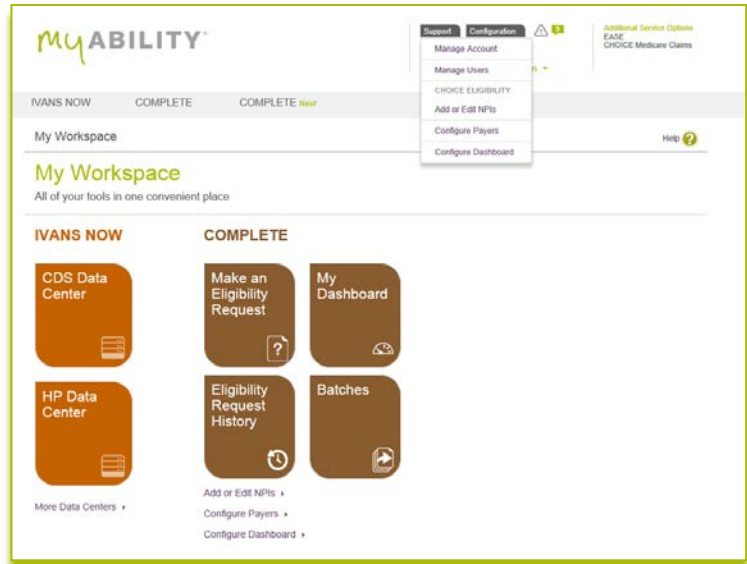 MyABILITY
Support Configuration
Manage Account
Manage Users
CHOICE ELIGIBILITY
Add or Edit NPIs
Configure Payers
Configure Dashboard
Additional Service Options
EASE
CHOICE Medicare Claims
IVANS NOW COMPLETE COMPLETE New!
My Workspace
Help ?
My Workspace
All of your tools in one convenient place
IVANS NOW COMPLETE
CDS Data
Center
Make an
Eligibility
Request
?
My
Dashboard
HP Data
Center
Eligibility
Request
History
Batches
More Data Centers
Add or Edit NPIs
Configure Payers
Configure Dashboard